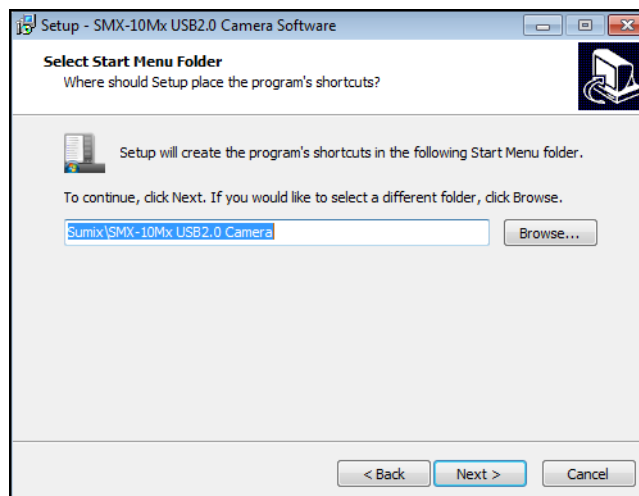 Setup - SMX-10Mx USB2.0 Camera Software
Select Start Menu Folder
Where should Setup place the program's shortcuts?
Setup will create the program's shortcuts in the following Start Menu folder.
To continue, click Next. If you would like to select a different folder, click Browse.
Sumix\SMX-10Mx USB2.0 Camera
Browse...
< Back
Next >
Cancel